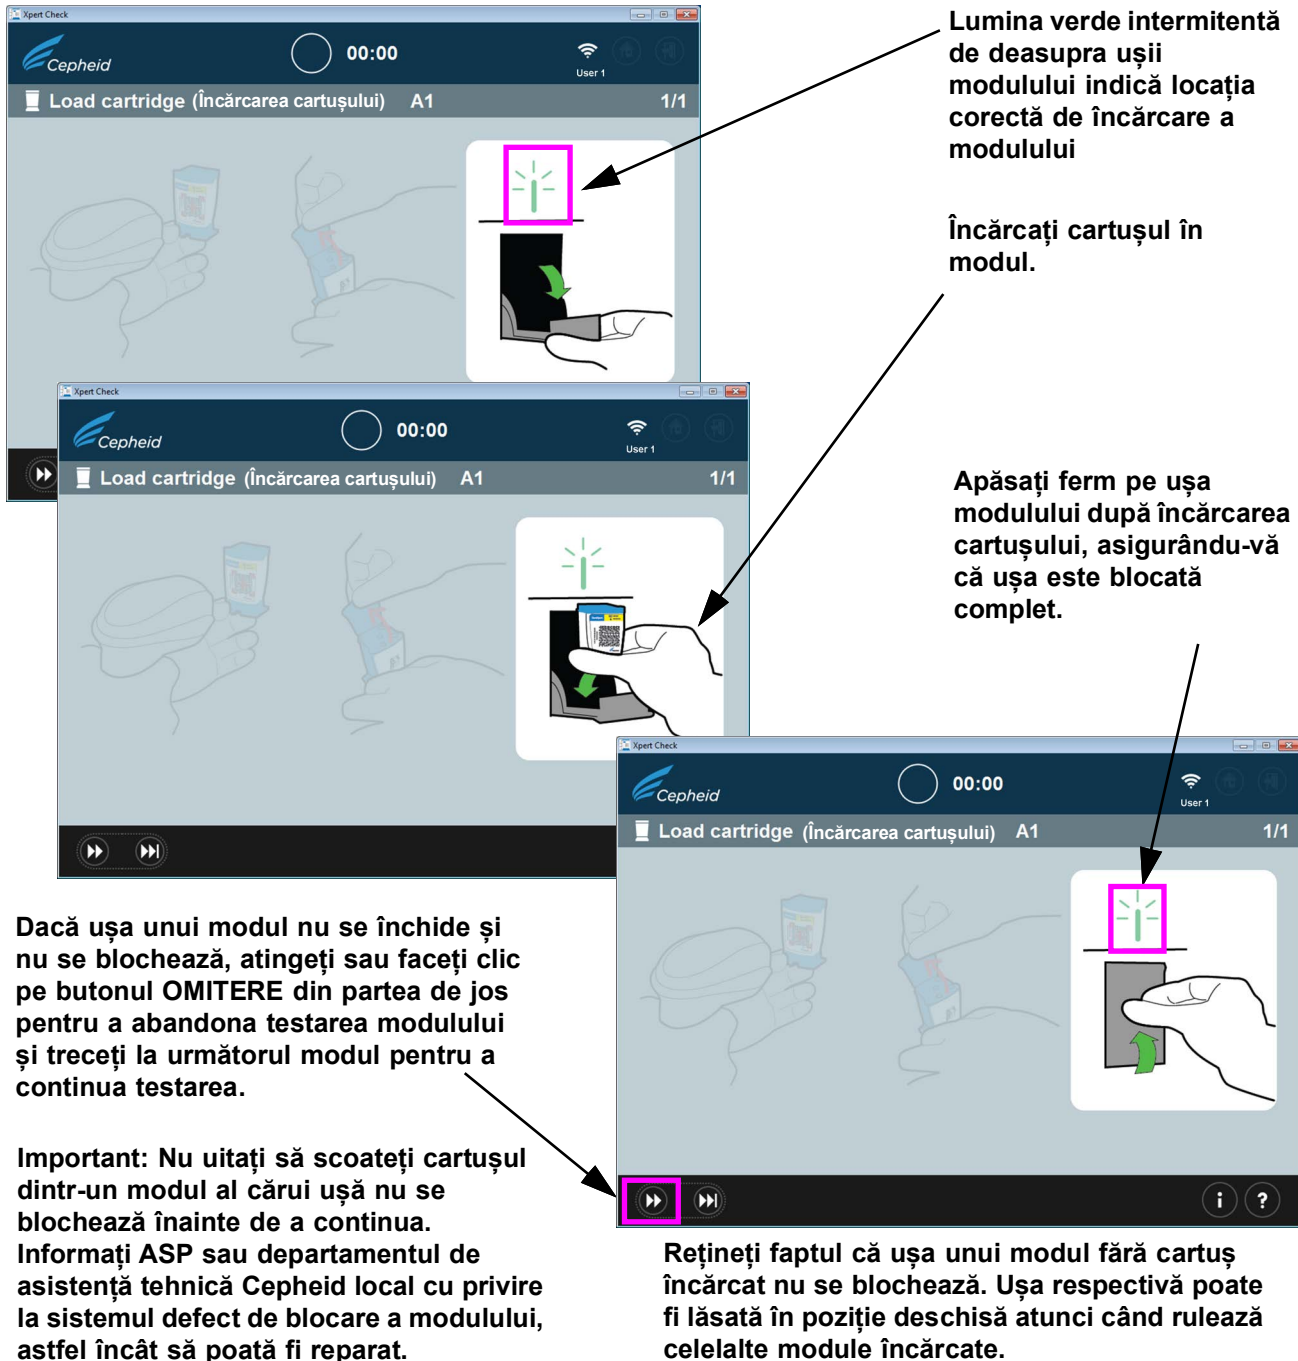 Xpert Check
Cepheid
00:00
User 1
Load cartridge (Încărcarea cartușului) A1 1/1
Lumina verde intermitentă
de deasupra ușii
modulului indică locația
corectă de încărcare a
modulului
Încărcați cartușul în
modul.
Xpert Check
Cepheid
00:00
User 1
Load cartridge (Încărcarea cartușului) A1 1/1
Apăsați ferm pe ușa
modulului după încărcarea
cartușului, asigurându-vă
că ușa este blocată
complet.
Xpert Check
Cepheid
00:00
User 1
Load cartridge (Încărcarea cartușului) A1 1/1
i ?
Dacă ușa unui modul nu se închide și
nu se blochează, atingeți sau faceți clic
pe butonul OMITERE din partea de jos
pentru a abandona testarea modulului
și treceți la următorul modul pentru a
continua testarea.
Important: Nu uitați să scoateți cartușul
dintr-un modul al cărui ușă nu se
blochează înainte de a continua.
Informați ASP sau departamentul de
asistență tehnică Cepheid local cu privire
la sistemul defect de blocare a modulului,
astfel încât să poată fi reparat.
Rețineți faptul că ușa unui modul fără cartuș
încărcat nu se blochează. Ușa respectivă poate
fi lăsată în poziție deschisă atunci când rulează
celelalte module încărcate.